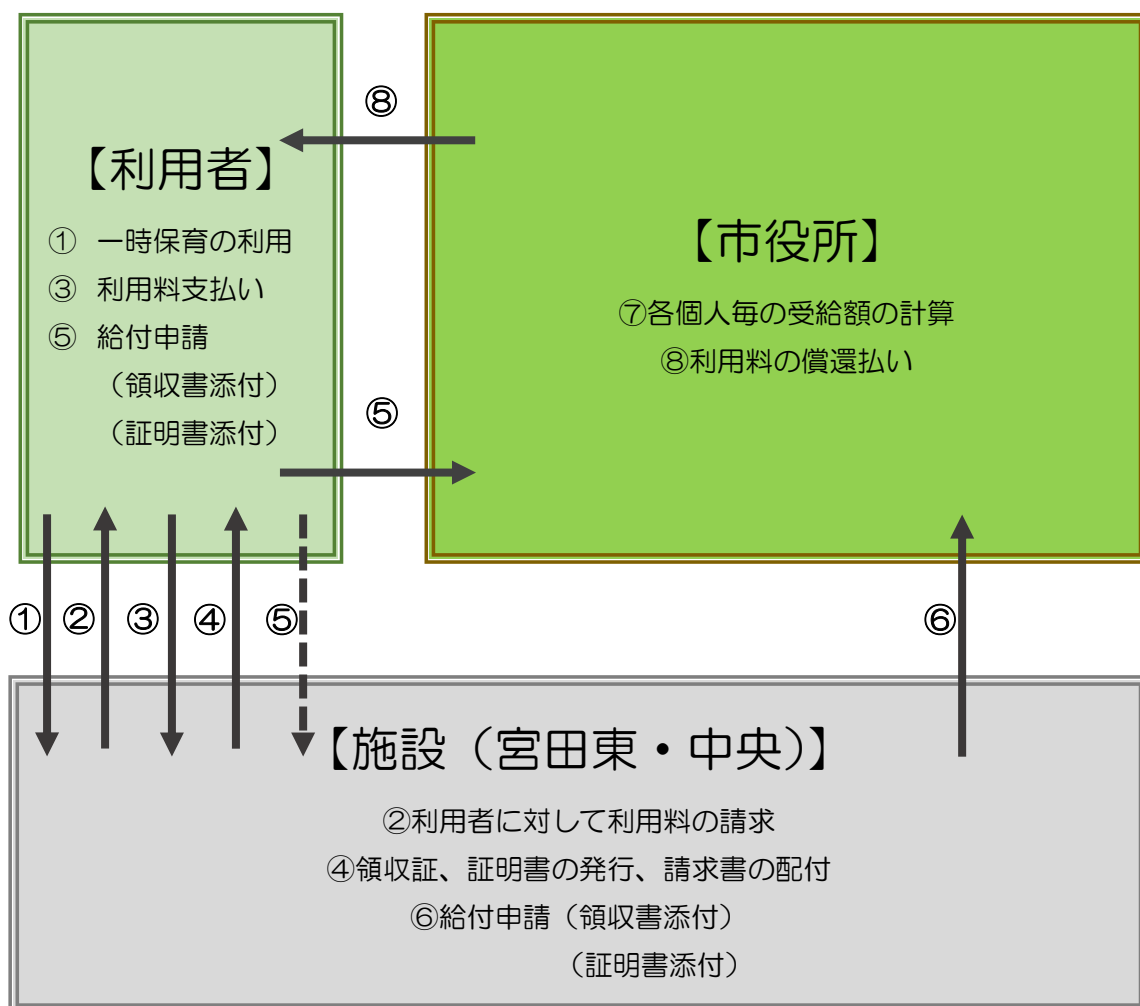 ⑧
【利用者】
① 一時保育の利用
③ 利用料支払い
⑤ 給付申請
（領収書添付）
（証明書添付）
【市役所】
⑦各個人毎の受給額の計算
⑧利用料の償還払い
⑤
①
②
③
④
⑤
⑥
【施設（宮田東・中央）】
②利用者に対して利用料の請求
④領収証、証明書の発行、請求書の配付
⑥給付申請（領収書添付）
（証明書添付）